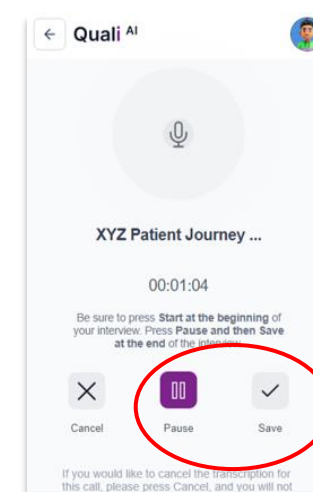 Quali AI
XYZ Patient Journey ...
00:01:04
Be sure to press Start at the beginning of
your interview. Press Pause and then Save
at the end of the interview.
Cancel Pause Save
If you would like to cancel the transcription for
this call, please press Cancel, and you will not